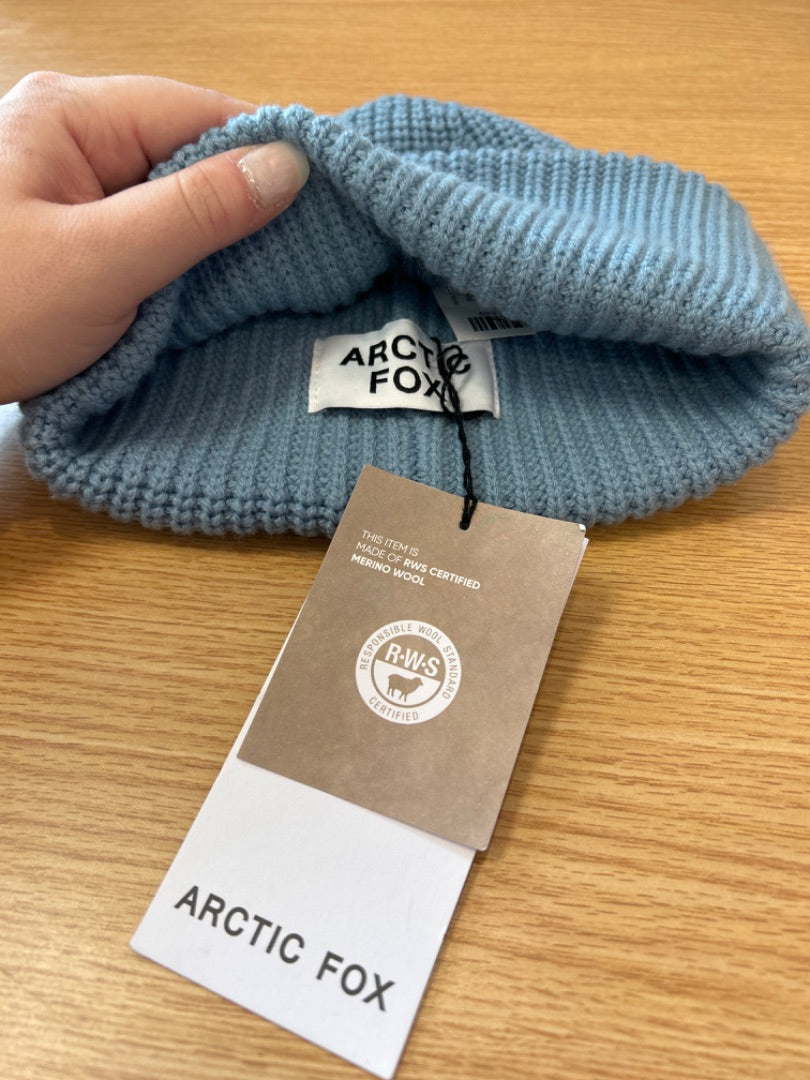 ARCTIC
FOX
THIS ITEM IS
MADE OF RWS CERTIFIED
MERINO WOOL
RESPONSIBLE WOOL STANDARD
R·W·S
CERTIFIED
ARCTIC FOX